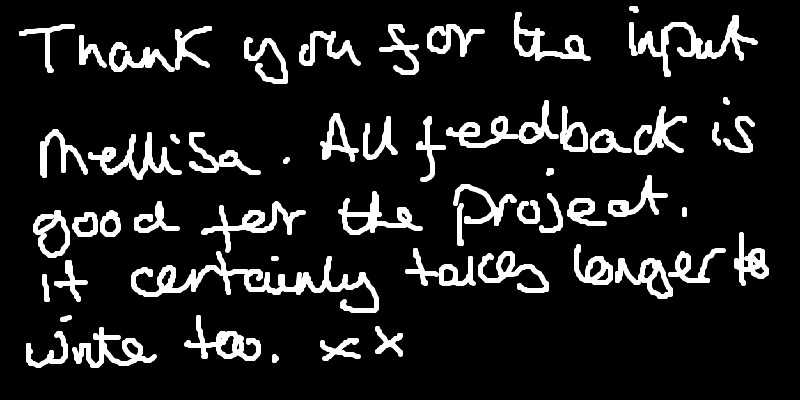 Thank you for the input
Mellisa. All feedback is
good for the project.
it certainly takes longer to
write too. xx